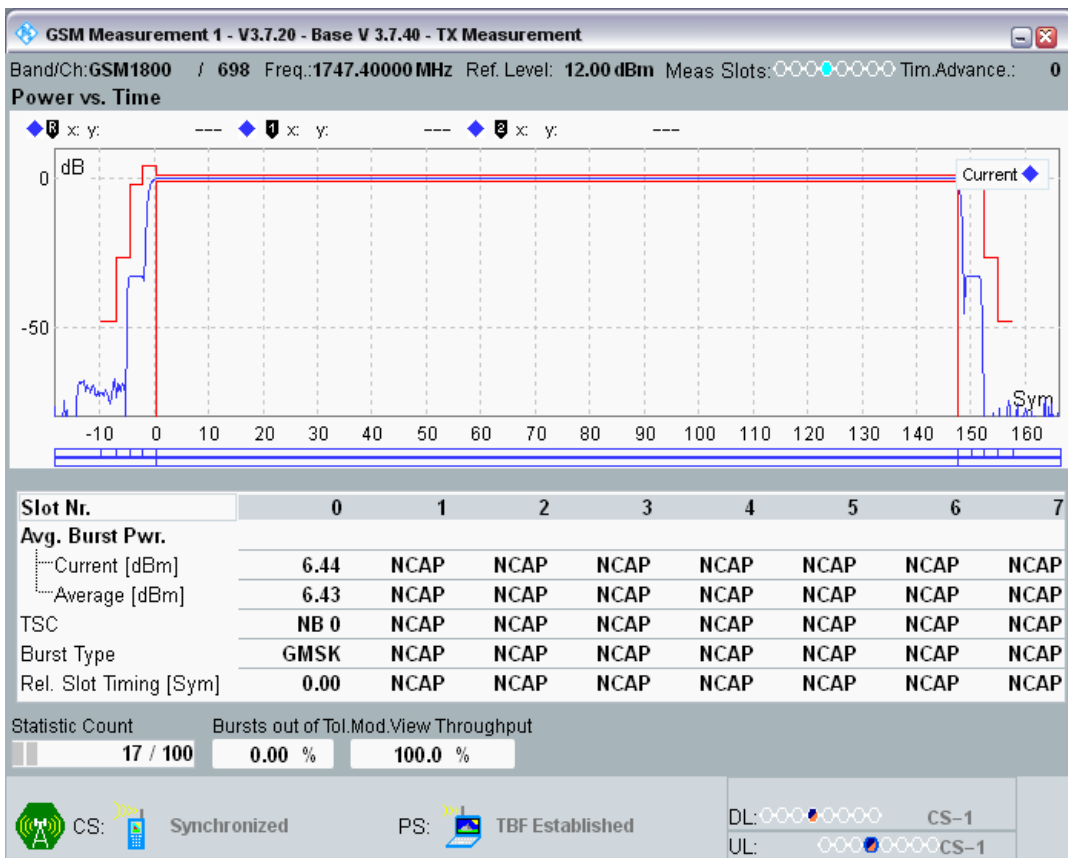 GSM Measurement 1 - V3.7.20 - Base V 3.7.40 - TX Measurement
Band/Ch:GSM1800 / 698 Freq.:1747.40000 MHz Ref. Level: 12.00 dBm Meas Slots: Tim.Advance.: 0
Power vs. Time
R x: y: --- 1 x: y: --- 2 x: y: ---
dB
Current
0
-50
Sym
-10 0 10 20 30 40 50 60 70 80 90 100 110 120 130 140 150 160
Slot Nr. 0 1 2 3 4 5 6 7
Avg. Burst Pwr.
Current [dBm] 6.44 NCAP NCAP NCAP NCAP NCAP NCAP NCAP
Average [dBm] 6.43 NCAP NCAP NCAP NCAP NCAP NCAP NCAP
TSC NB 0 NCAP NCAP NCAP NCAP NCAP NCAP NCAP
Burst Type GMSK NCAP NCAP NCAP NCAP NCAP NCAP NCAP
Rel. Slot Timing [Sym] 0.00 NCAP NCAP NCAP NCAP NCAP NCAP NCAP
Statistic Count Bursts out of Tol.Mod.View Throughput
17 / 100 0.00 % 100.0 %
CS: Synchronized PS: TBF Established DL: CS-1
UL: CS-1